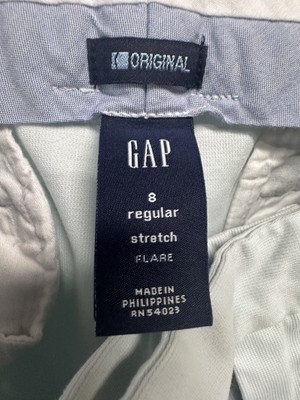 ORIGINAL
GAP
8
regular
stretch
FLARE
MADE IN
PHILIPPINES
RN 54023